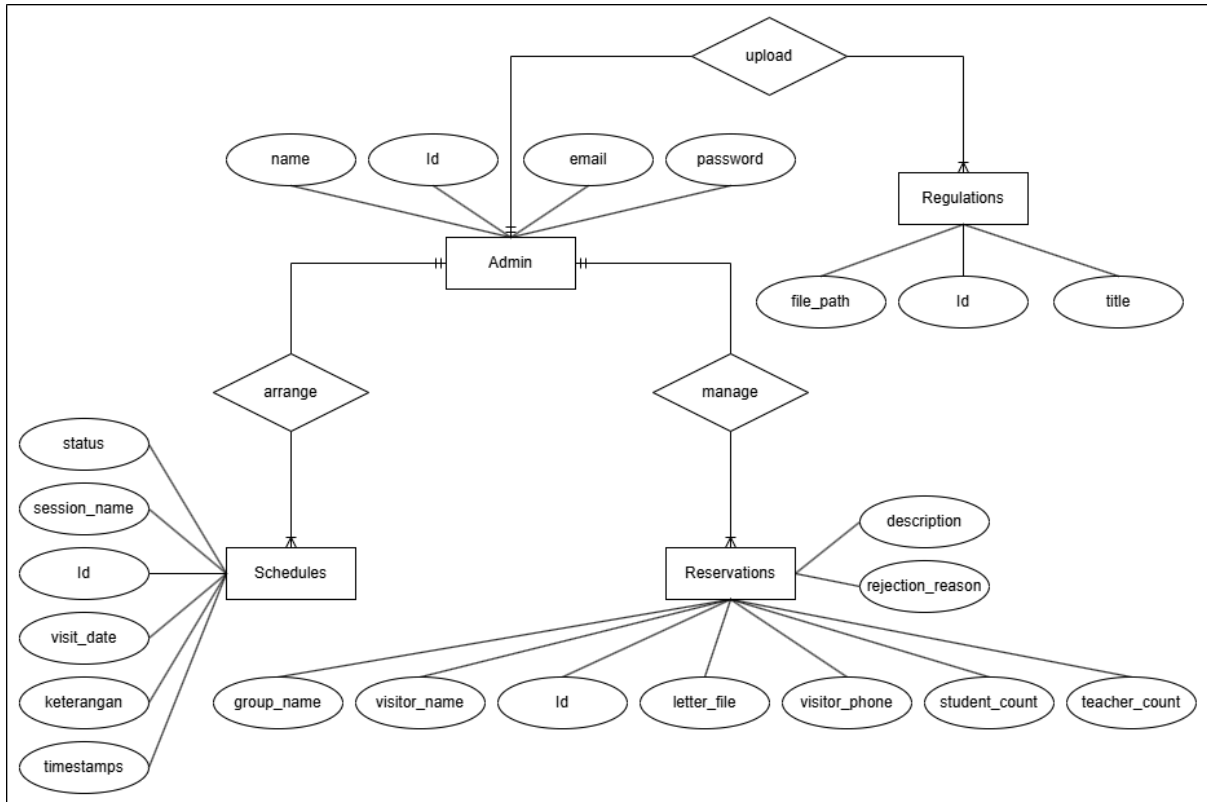 upload
name
Id
email
password
Regulations
Admin
file_path
Id
title
arrange
manage
status
session_name
description
Id
Schedules
Reservations
rejection_reason
visit_date
keterangan
group_name
visitor_name
Id
letter_file
visitor_phone
student_count
teacher_count
timestamps